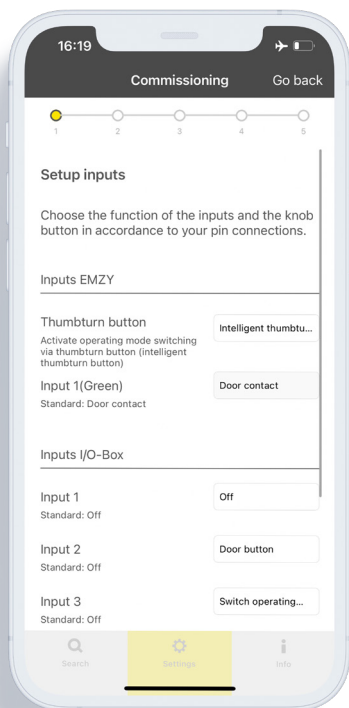 16:19
Commissioning Go back
1 2 3 4 5
Setup inputs
Choose the function of the inputs and the knob
button in accordance to your pin connections.
Inputs EMZY
Thumbturn button
Intelligent thumbtu...
Activate operating mode switching
via thumbturn button (intelligent
thumbturn button)
Input 1(Green)
Door contact
Standard: Door contact
Inputs I/O-Box
Input 1
Off
Standard: Off
Input 2
Door button
Standard: Off
Input 3
Switch operating...
Standard: Off
Search Settings Info